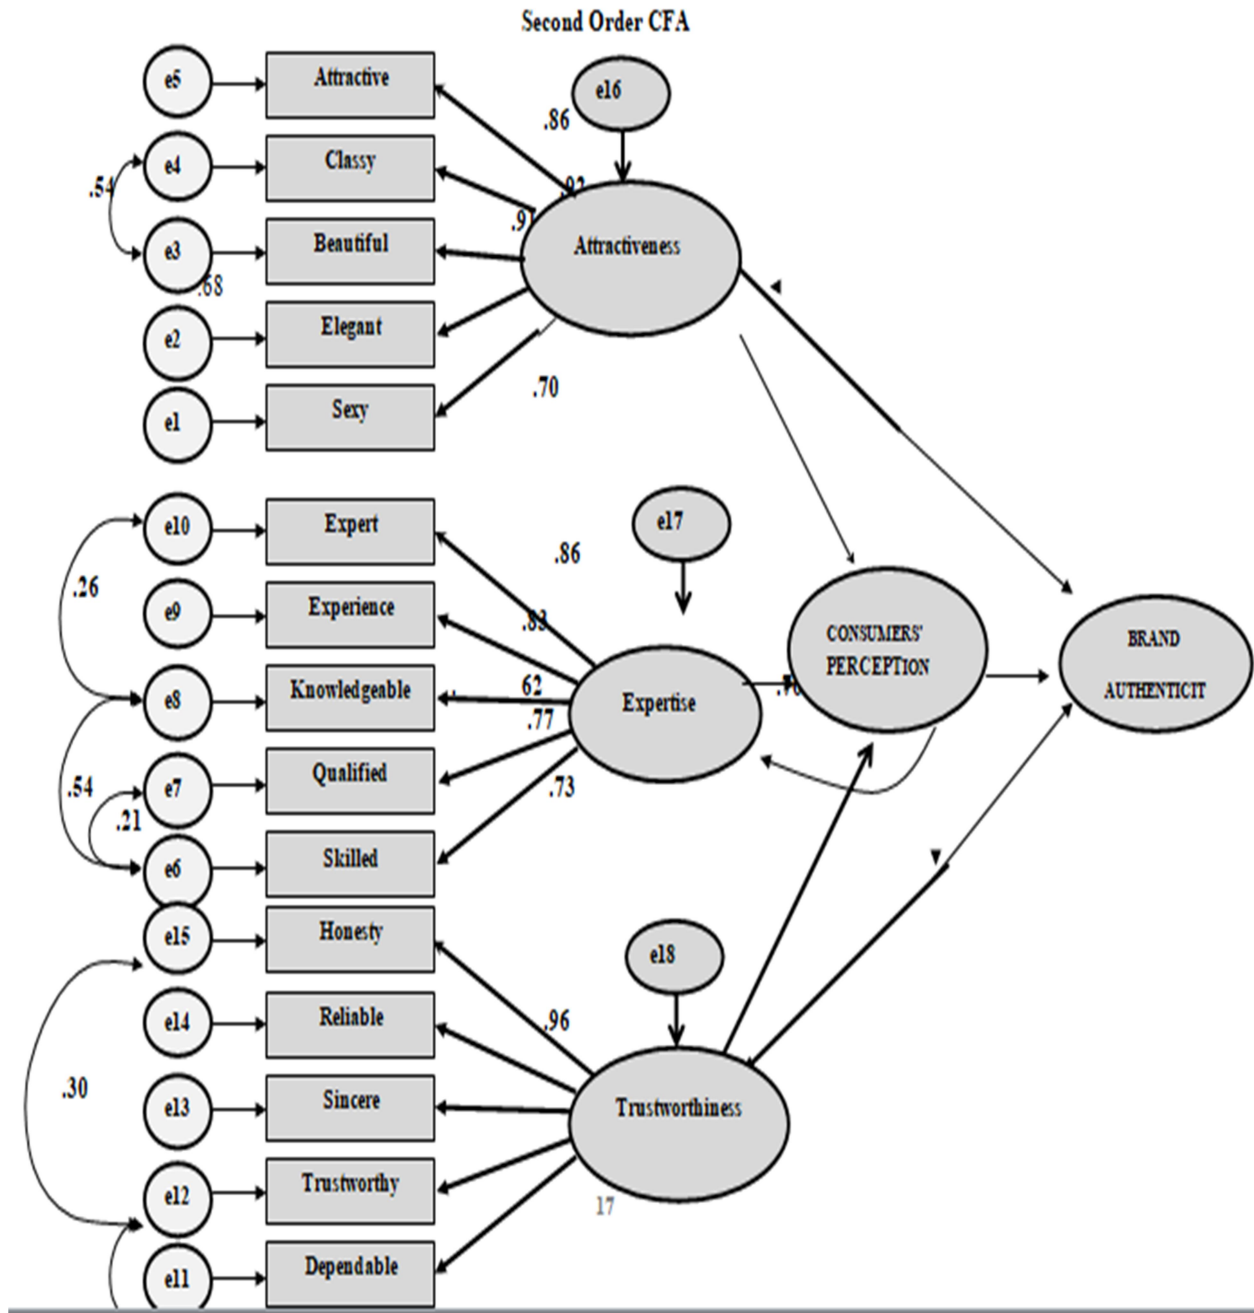 Second Order CFA
e5
Attractive
e16
.86
e4
Classy
.54
.92
.91
e3
Beautiful
Attractiveness
.68
e2
Elegant
.70
e1
Sexy
e10
Expert
e17
.86
.26
e9
Experience
.83
CONSUMERS'
PERCEPTION
BRAND
AUTHENTICIT
e8
Knowledgeable
62
.77
Expertise
.54
e7
Qualified
.73
.21
e6
Skilled
e15
Honesty
e18
.96
e14
Reliable
.30
e13
Sincere
Trustworthiness
e12
Trustworthy
17
e11
Dependable